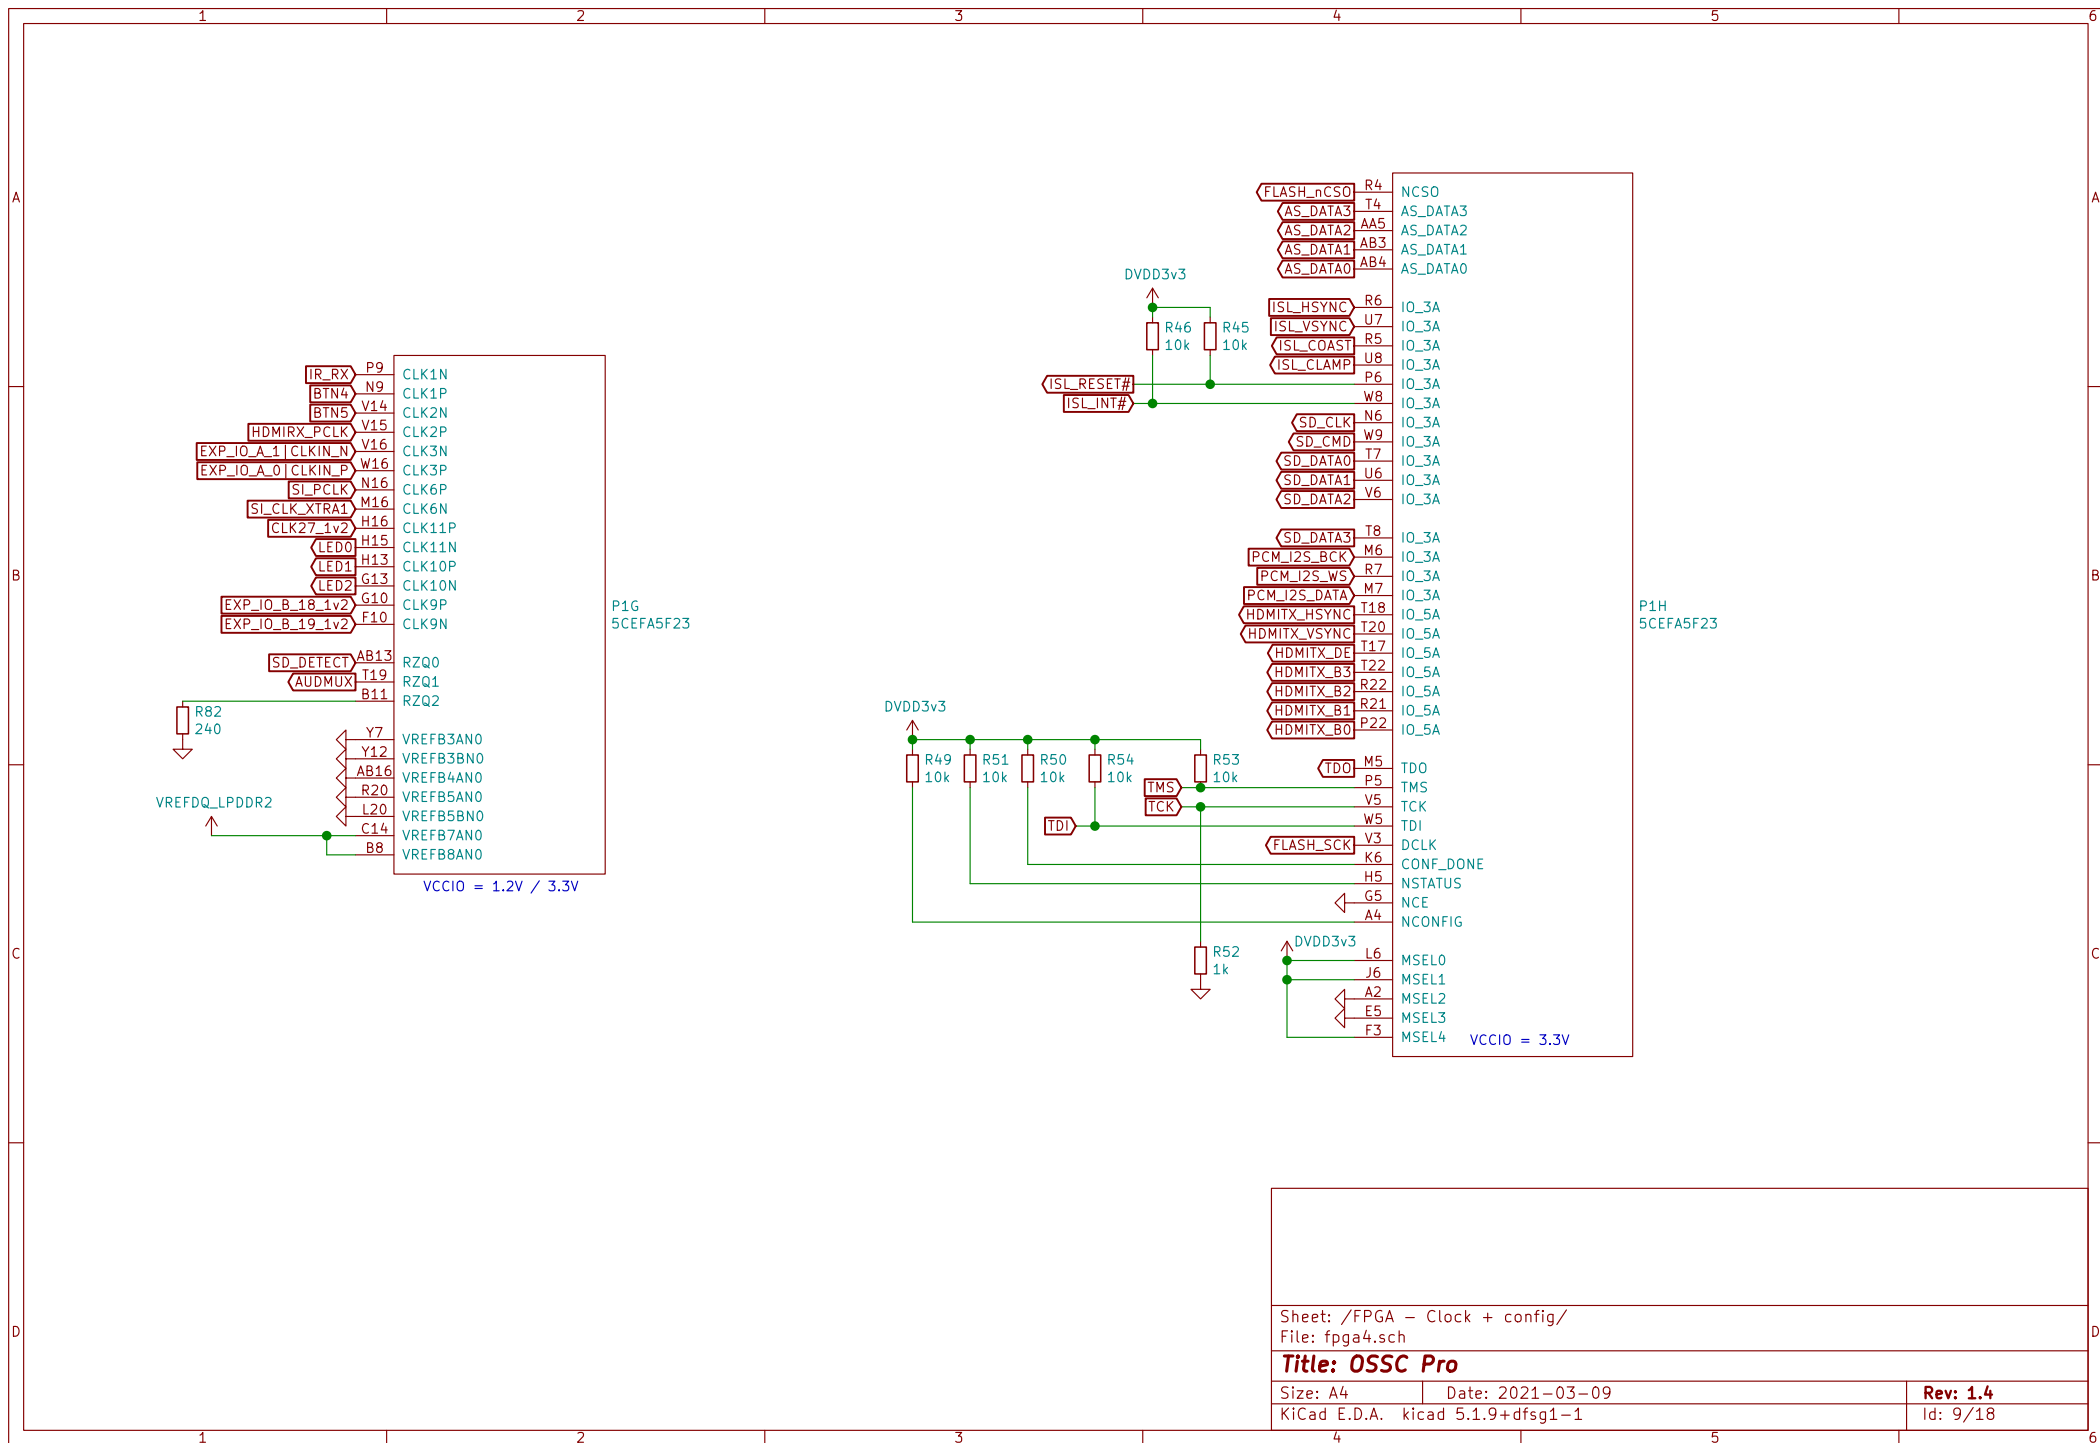 1 2 3 4 5 6
A A
B B
C C
D D
IR_RX P9 CLK1N
BTN4 N9 CLK1P
BTN5 V14 CLK2N
HDMIRX_PCLK V15 CLK2P
EXP_IO_A_1|CLKIN_N V16 CLK3N
EXP_IO_A_0|CLKIN_P W16 CLK3P
SI_PCLK N16 CLK6P
SI_CLK_XTRA1 M16 CLK6N
CLK27_1v2 H16 CLK11P
LED0 H15 CLK11N
LED1 H13 CLK10P
LED2 G13 CLK10N
EXP_IO_B_18_1v2 G10 CLK9P
EXP_IO_B_19_1v2 F10 CLK9N
P1G
5CEFA5F23
SD_DETECT AB13 RZQ0
AUDMUX T19 RZQ1
B11 RZQ2
R82
240
Y7 VREFB3AN0
Y12 VREFB3BN0
AB16 VREFB4AN0
R20 VREFB5AN0
L20 VREFB5BN0
VREFDQ_LPDDR2
C14 VREFB7AN0
B8 VREFB8AN0
VCCIO = 1.2V / 3.3V
FLASH_nCSO R4 NCSO
AS_DATA3 T4 AS_DATA3
AS_DATA2 AA5 AS_DATA2
AS_DATA1 AB3 AS_DATA1
AS_DATA0 AB4 AS_DATA0
DVDD3v3
R46
10k
R45
10k
ISL_HSYNC R6 IO_3A
ISL_VSYNC U7 IO_3A
ISL_COAST R5 IO_3A
ISL_CLAMP U8 IO_3A
ISL_RESET# P6 IO_3A
ISL_INT# W8 IO_3A
SD_CLK N6 IO_3A
SD_CMD W9 IO_3A
SD_DATA0 T7 IO_3A
SD_DATA1 U6 IO_3A
SD_DATA2 V6 IO_3A
SD_DATA3 T8 IO_3A
PCM_I2S_BCK M6 IO_3A
PCM_I2S_WS R7 IO_3A
PCM_I2S_DATA M7 IO_3A
HDMITX_HSYNC T18 IO_5A
HDMITX_VSYNC T20 IO_5A
HDMITX_DE T17 IO_5A
HDMITX_B3 T22 IO_5A
HDMITX_B2 R22 IO_5A
HDMITX_B1 R21 IO_5A
HDMITX_B0 P22 IO_5A
P1H
5CEFA5F23
DVDD3v3
R49
10k
R51
10k
R50
10k
R54
10k
R53
10k
TDO M5 TDO
TMS P5 TMS
TCK V5 TCK
TDI W5 TDI
FLASH_SCK V3 DCLK
K6 CONF_DONE
H5 NSTATUS
G5 NCE
A4 NCONFIG
R52
1k
DVDD3v3
L6 MSEL0
J6 MSEL1
A2 MSEL2
E5 MSEL3
F3 MSEL4
VCCIO = 3.3V
Sheet: /FPGA - Clock + config/
File: fpga4.sch
Title: OSSC Pro
Size: A4 Date: 2021-03-09 Rev: 1.4
KiCad E.D.A. kicad 5.1.9+dfsg1-1 Id: 9/18
1 2 3 4 5 6